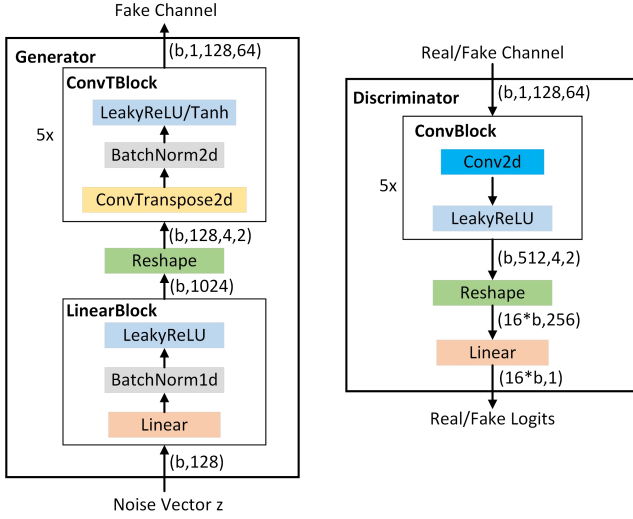 Fake Channel
(b,1,128,64)
Generator
ConvTBlock
LeakyReLU/Tanh
5x
BatchNorm2d
ConvTranspose2d
(b,128,4,2)
Reshape
(b,1024)
LinearBlock
LeakyReLU
BatchNorm1d
Linear
(b,128)
Noise Vector z
Real/Fake Channel
(b,1,128,64)
Discriminator
ConvBlock
Conv2d
5x
LeakyReLU
(b,512,4,2)
Reshape
(16*b,256)
Linear
(16*b,1)
Real/Fake Logits